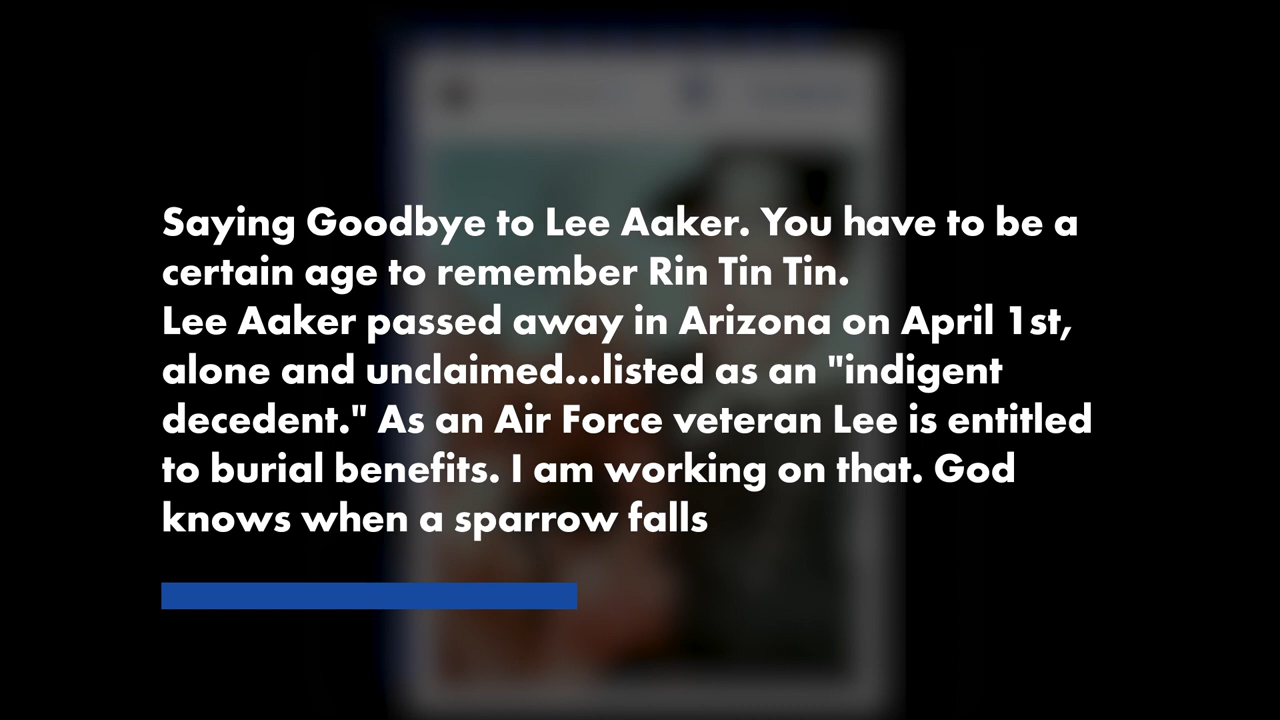 Saying Goodbye to Lee Aaker. You have to be a
certain age to remember Rin Tin Tin.
Lee Aaker passed away in Arizona on April 1st,
alone and unclaimed...listed as an "indigent
decedent." As an Air Force veteran Lee is entitled
to burial benefits. I am working on that. God
knows when a sparrow falls